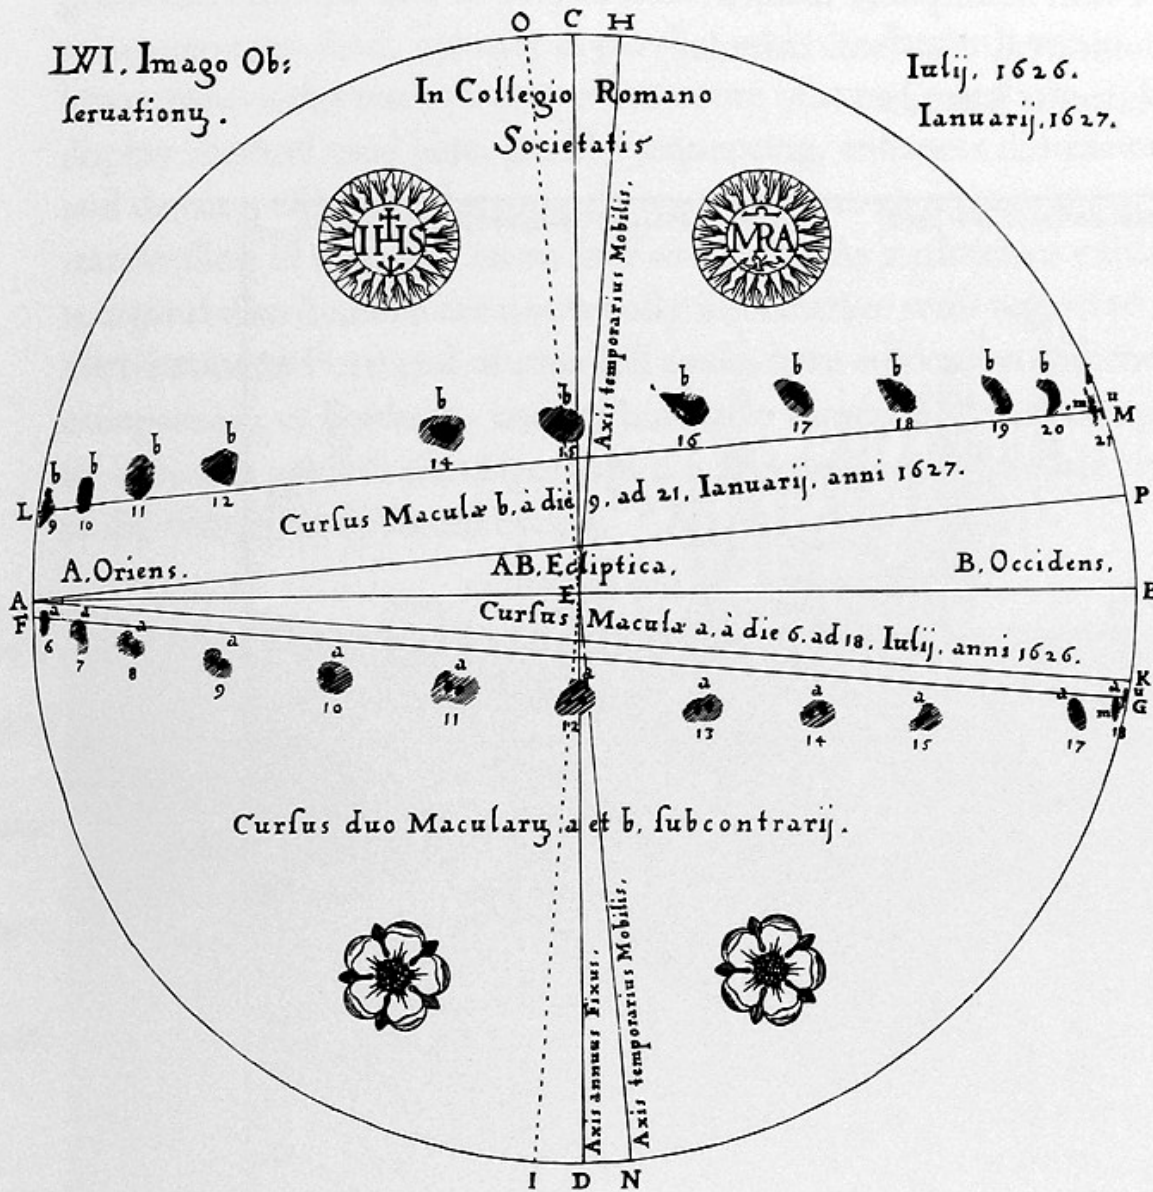 O C H
LVI. Imago Ob:
seruationũ.
Iulij, 1626.
Ianuarij, 1627.
In Collegio Romano
Societatis
IHS
MRA
Axis temporarius Mobilis.
b b b b b b b b b b b
L 9 10 11 12 14 15 16 17 18 19 20 m 21 u M
Cursus Maculæ b, à die 9, ad 21, Ianuarij, anni 1627.
P
A. Oriens.
AB. Ecliptica.
B. Occidens.
A E B
F
Cursus Maculæ a, à die 6, ad 18, Iulij, anni 1626.
K
a a a a a a a a a a a a u
6 7 8 9 10 11 12 13 14 15 17 m 18 G
Cursus duo Macularũ a et b, subcontrarij.
Axis annuus Fixus.
Axis temporarius Mobilis.
I D N